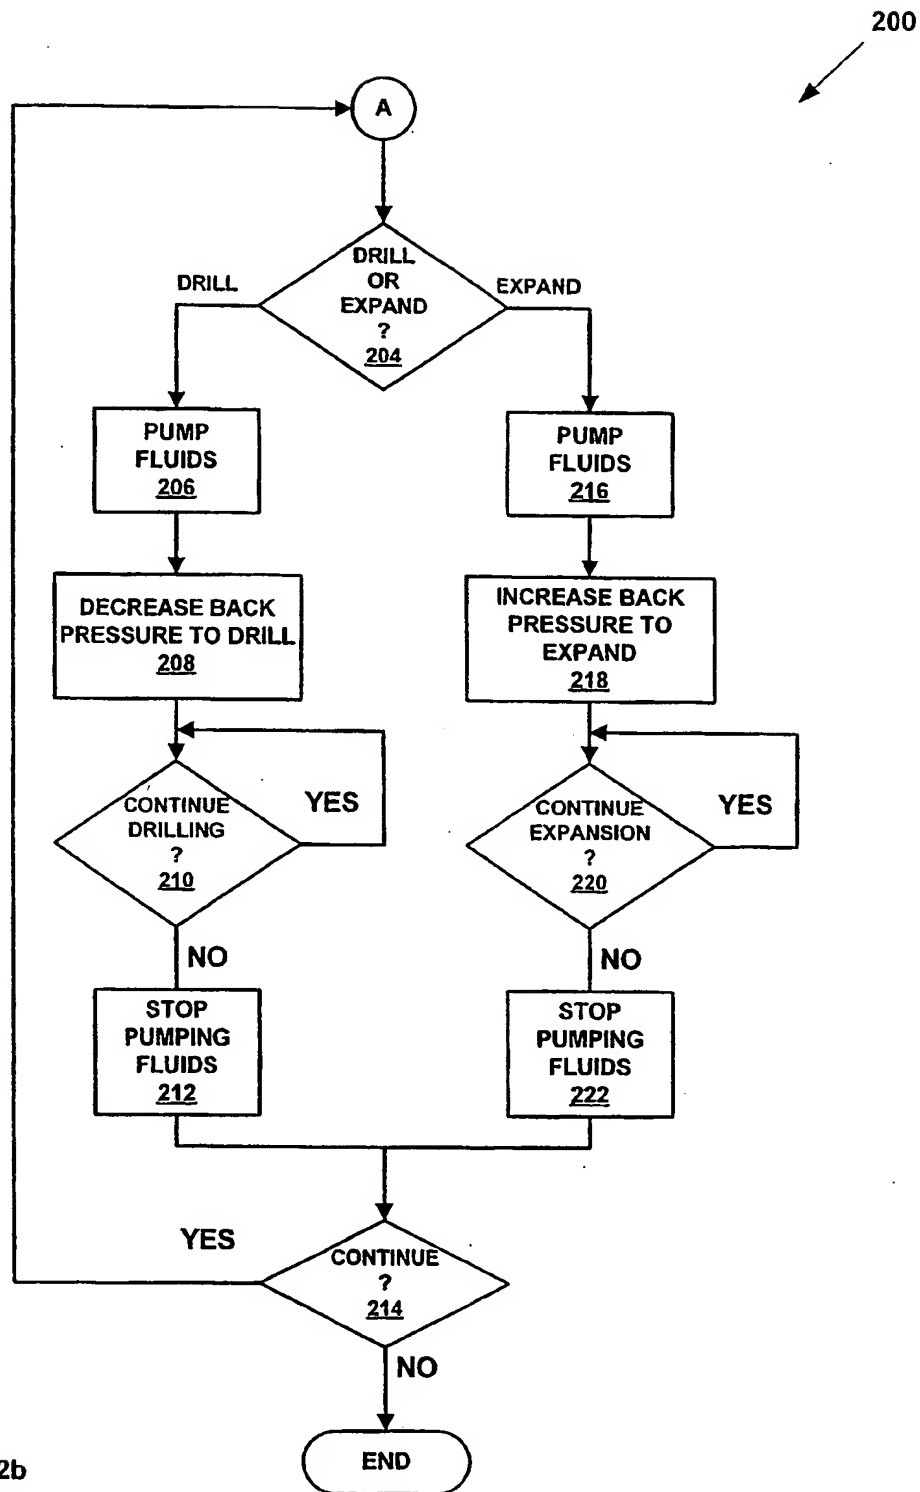 200
A
DRILL
OR
EXPAND
?
204
DRILL
EXPAND
PUMP
FLUIDS
206
PUMP
FLUIDS
216
DECREASE BACK
PRESSURE TO DRILL
208
INCREASE BACK
PRESSURE TO
EXPAND
218
CONTINUE
DRILLING
?
210
YES
CONTINUE
EXPANSION
?
220
YES
NO
NO
STOP
PUMPING
FLUIDS
212
STOP
PUMPING
FLUIDS
222
YES
CONTINUE
?
214
NO
END
2b